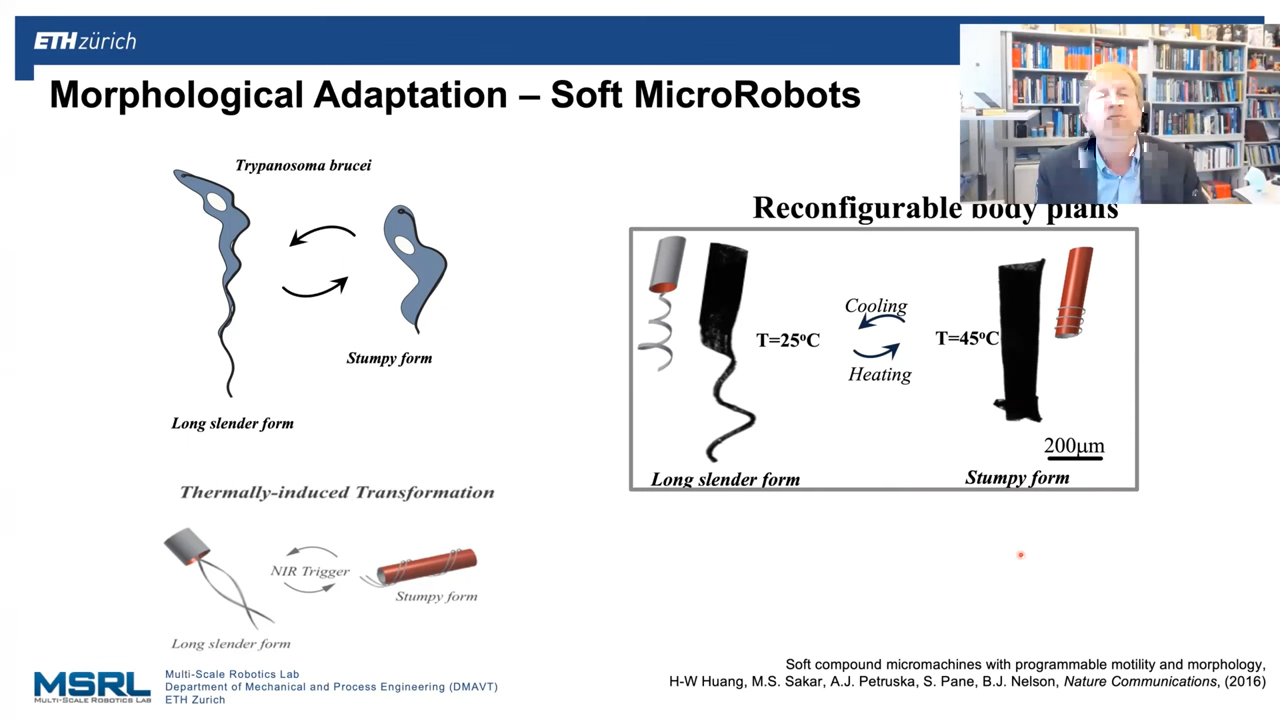 ETH zürich
Morphological Adaptation – Soft MicroRobots
Trypanosoma brucei
Stumpy form
Long slender form
Reconfigurable body plans
Cooling
T=25°C
T=45°C
Heating
200μm
Long slender form
Stumpy form
Thermally-induced Transformation
NIR Trigger
Stumpy form
Long slender form
MSRL
MULTI-SCALE ROBOTICS LAB
Multi-Scale Robotics Lab
Department of Mechanical and Process Engineering (DMAVT)
ETH Zurich
Soft compound micromachines with programmable motility and morphology,
H-W Huang, M.S. Sakar, A.J. Petruska, S. Pane, B.J. Nelson, Nature Communications, (2016)